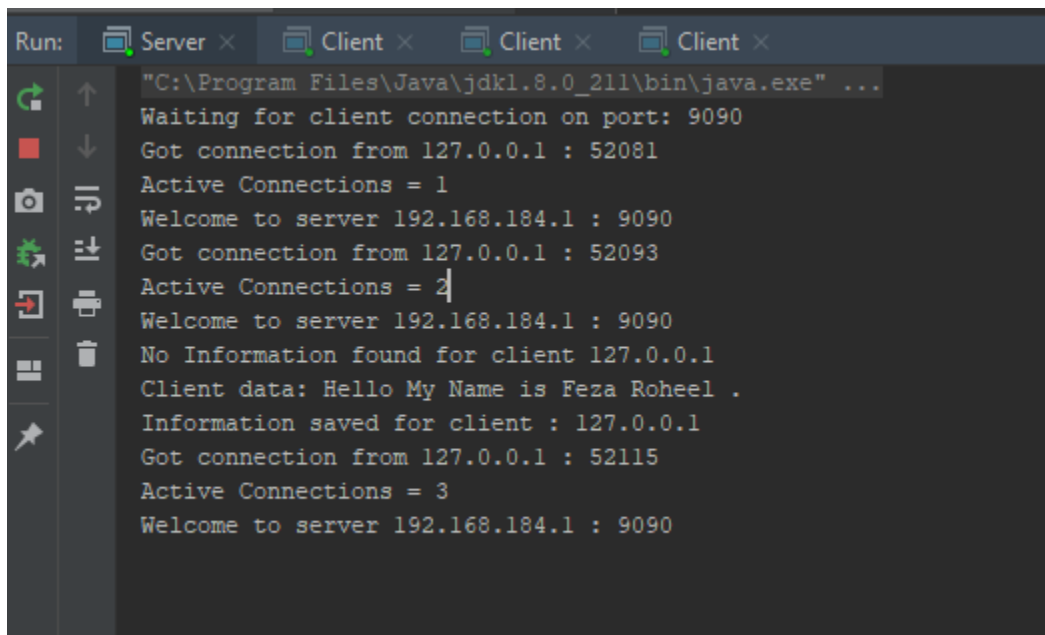 Run: Server × Client × Client × Client ×
"C:\Program Files\Java\jdk1.8.0_211\bin\java.exe" ...
Waiting for client connection on port: 9090
Got connection from 127.0.0.1 : 52081
Active Connections = 1
Welcome to server 192.168.184.1 : 9090
Got connection from 127.0.0.1 : 52093
Active Connections = 2
Welcome to server 192.168.184.1 : 9090
No Information found for client 127.0.0.1
Client data: Hello My Name is Feza Roheel .
Information saved for client : 127.0.0.1
Got connection from 127.0.0.1 : 52115
Active Connections = 3
Welcome to server 192.168.184.1 : 9090